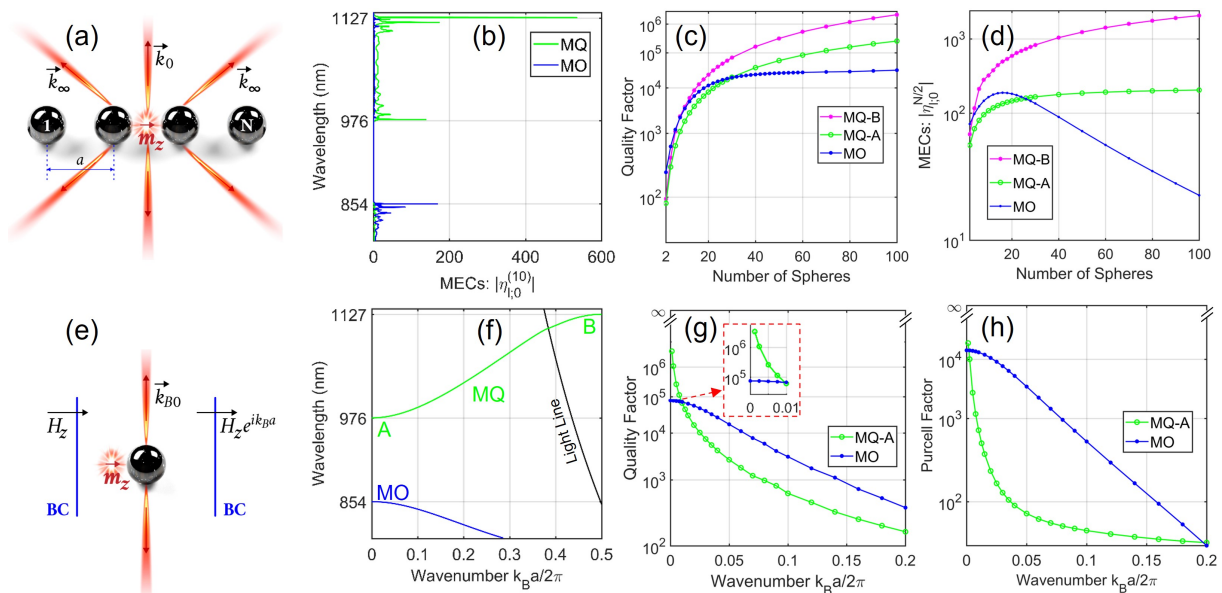 (a)
k⃗0
k⃗∞
k⃗∞
1
N
mz
a
(b)
1127
976
854
Wavelength (nm)
MQ
MO
0
200
400
600
MECs: |ηl;0(10)|
(c)
10^6
10^5
10^4
10^3
10^2
Quality Factor
MQ-B
MQ-A
MO
2
20
40
60
80
100
Number of Spheres
(d)
10^3
10^2
10^1
MECs: |ηl;0N/2|
MQ-B
MQ-A
MO
20
40
60
80
100
Number of Spheres
(e)
k⃗B0
Hz
Hz e^ikBa
mz
BC
BC
(f)
1127
976
854
Wavelength (nm)
B
MQ
A
MO
Light Line
0
0.1
0.2
0.3
0.4
0.5
Wavenumber kBa/2π
(g)
∞
10^6
10^5
10^4
10^3
10^2
Quality Factor
10^6
10^5
0
0.01
MQ-A
MO
0
0.05
0.1
0.15
0.2
Wavenumber kBa/2π
(h)
∞
10^4
10^3
10^2
Purcell Factor
MQ-A
MO
0
0.05
0.1
0.15
0.2
Wavenumber kBa/2π